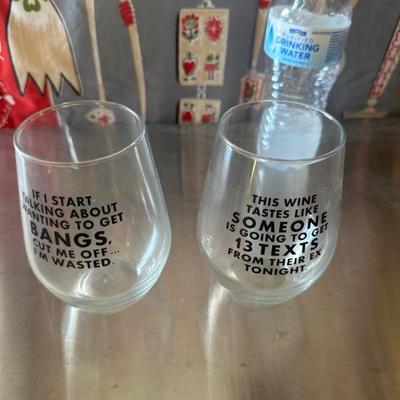 IF I START
TALKING ABOUT
WANTING TO GET
BANGS,
CUT ME OFF...
I'M WASTED.
THIS WINE
TASTES LIKE
SOMEONE
IS GOING TO GET
13 TEXTS
FROM THEIR EX
TONIGHT.
PURIFIED
DRINKING
WATER